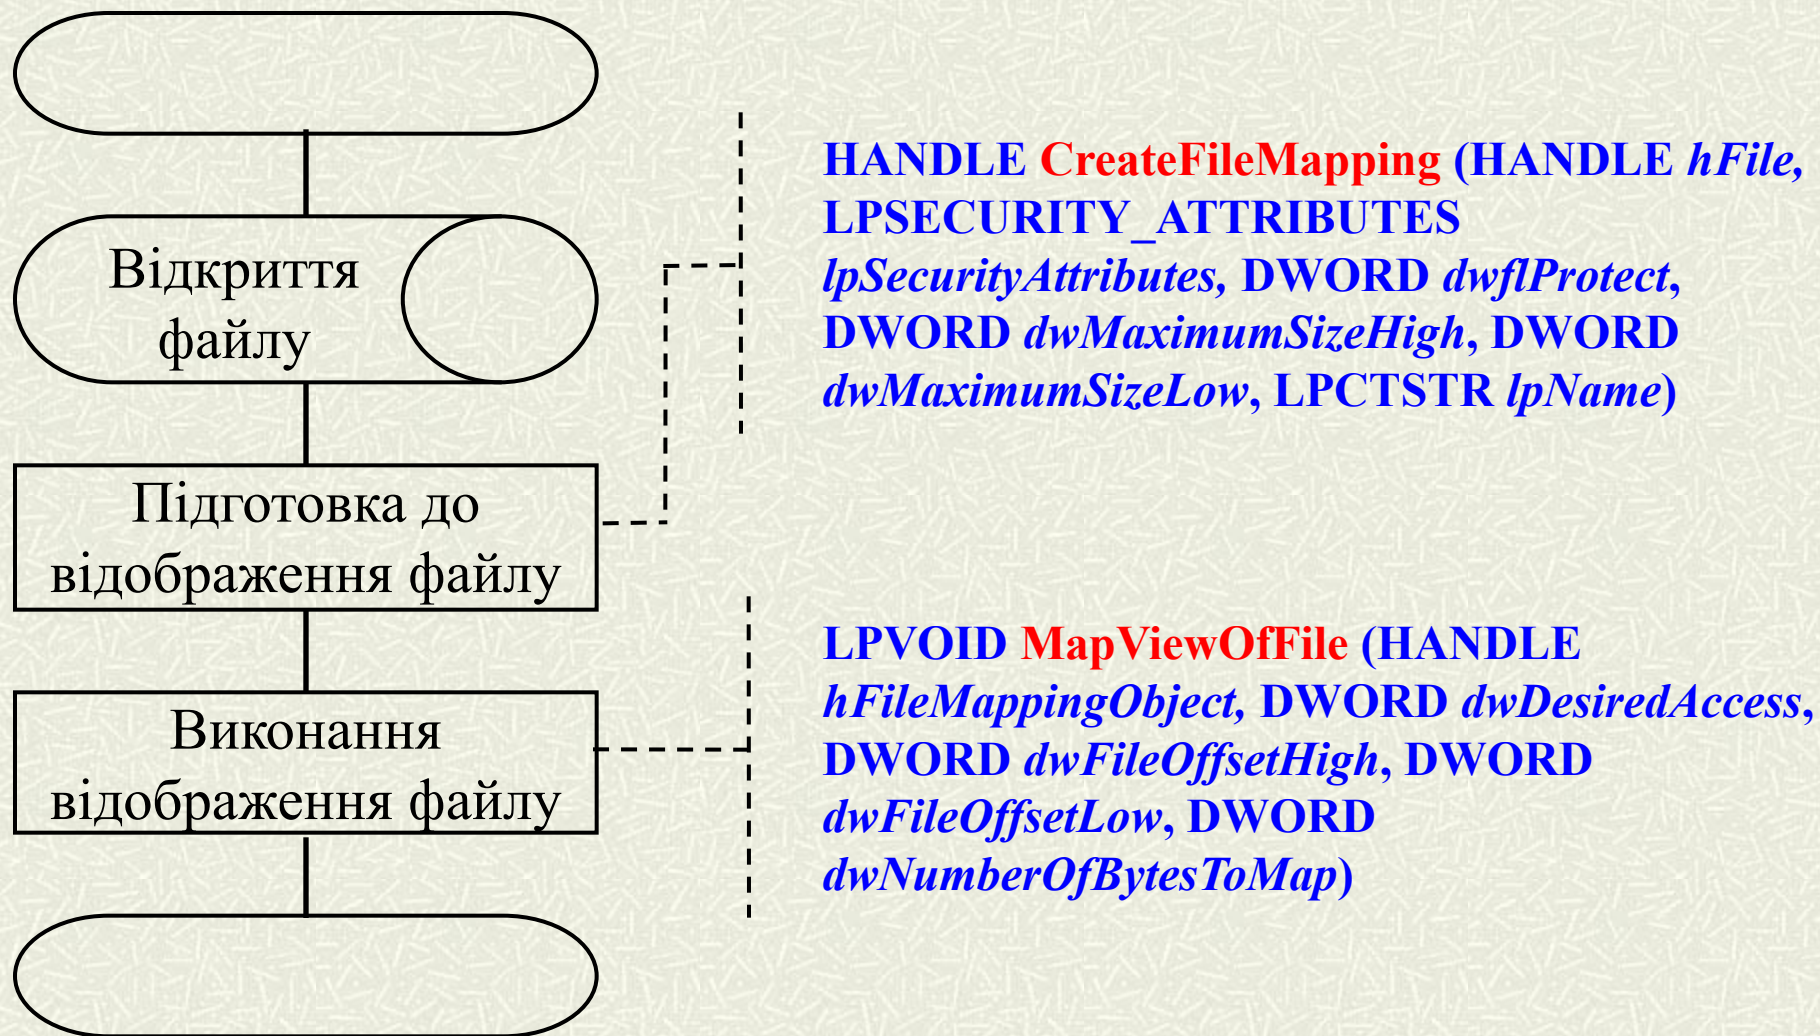 Відкриття
файлу
Підготовка до
відображення файлу
Виконання
відображення файлу
HANDLE CreateFileMapping (HANDLE hFile,
LPSECURITY_ATTRIBUTES
lpSecurityAttributes, DWORD dwflProtect,
DWORD dwMaximumSizeHigh, DWORD
dwMaximumSizeLow, LPCTSTR lpName)
LPVOID MapViewOfFile (HANDLE
hFileMappingObject, DWORD dwDesiredAccess,
DWORD dwFileOffsetHigh, DWORD
dwFileOffsetLow, DWORD
dwNumberOfBytesToMap)